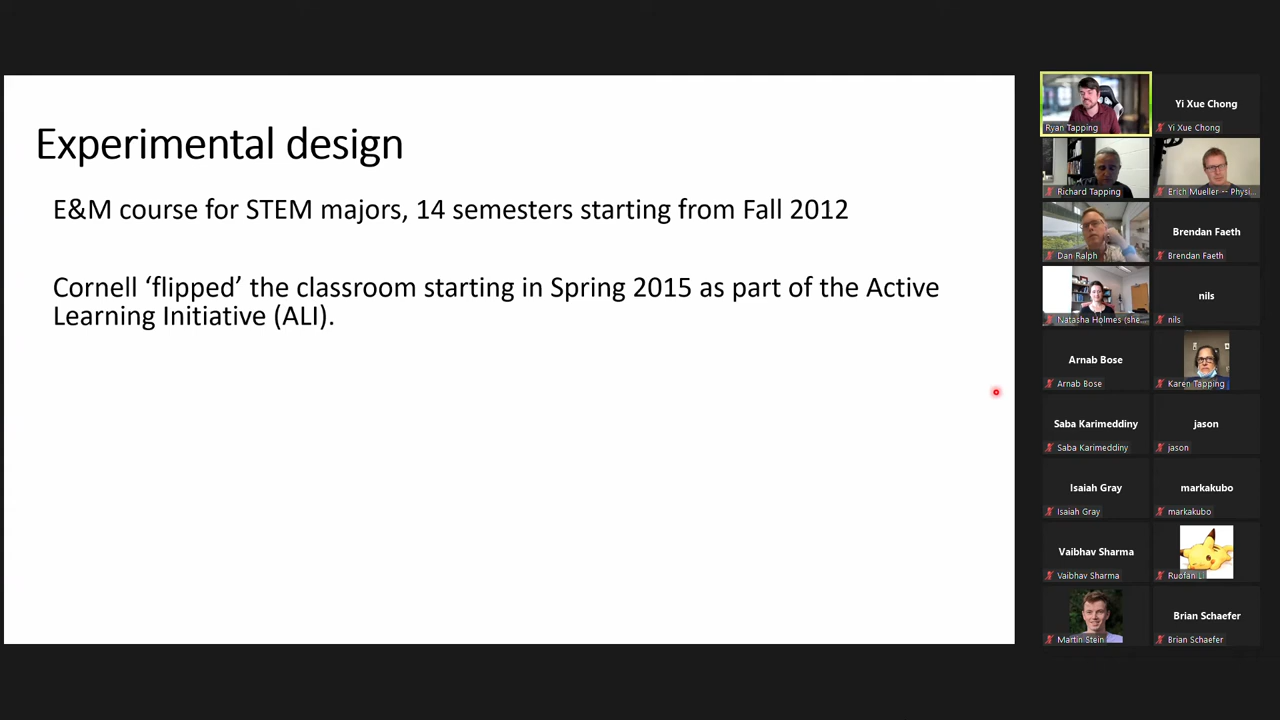 Experimental design
E&M course for STEM majors, 14 semesters starting from Fall 2012
Cornell ‘flipped’ the classroom starting in Spring 2015 as part of the Active
Learning Initiative (ALI).
Ryan Tapping
Yi Xue Chong
Yi Xue Chong
Richard Tapping
Erich Mueller -- Physi...
Dan Ralph
Brendan Faeth
Brendan Faeth
Natasha Holmes (she...
nils
nils
Arnab Bose
Arnab Bose
Karen Tapping
Saba Karimeddiny
Saba Karimeddiny
jason
jason
Isaiah Gray
Isaiah Gray
markakubo
markakubo
Vaibhav Sharma
Vaibhav Sharma
Ruofan Li
Martin Stein
Brian Schaefer
Brian Schaefer